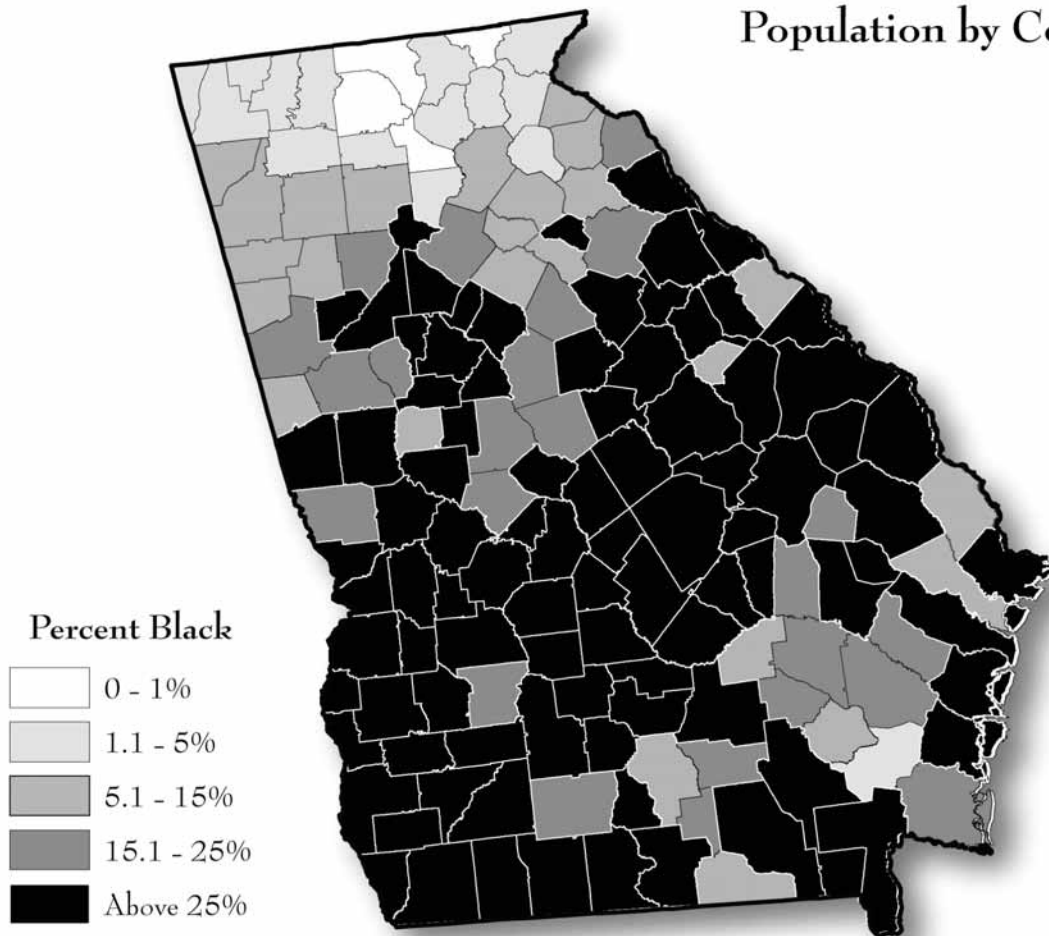 Population by Co
Percent Black
0 - 1%
1.1 - 5%
5.1 - 15%
15.1 - 25%
Above 25%